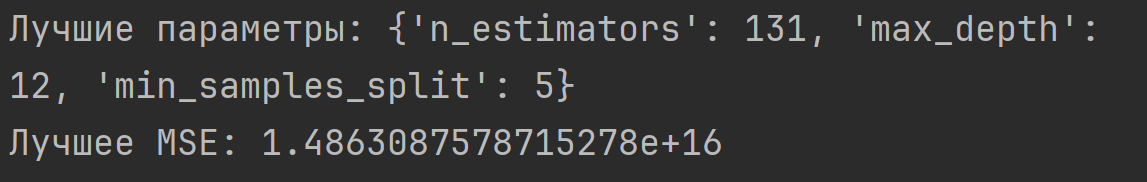 Лучшие параметры: {'n_estimators': 131, 'max_depth':
12, 'min_samples_split': 5}
Лучшее MSE: 1.4863087578715278e+16